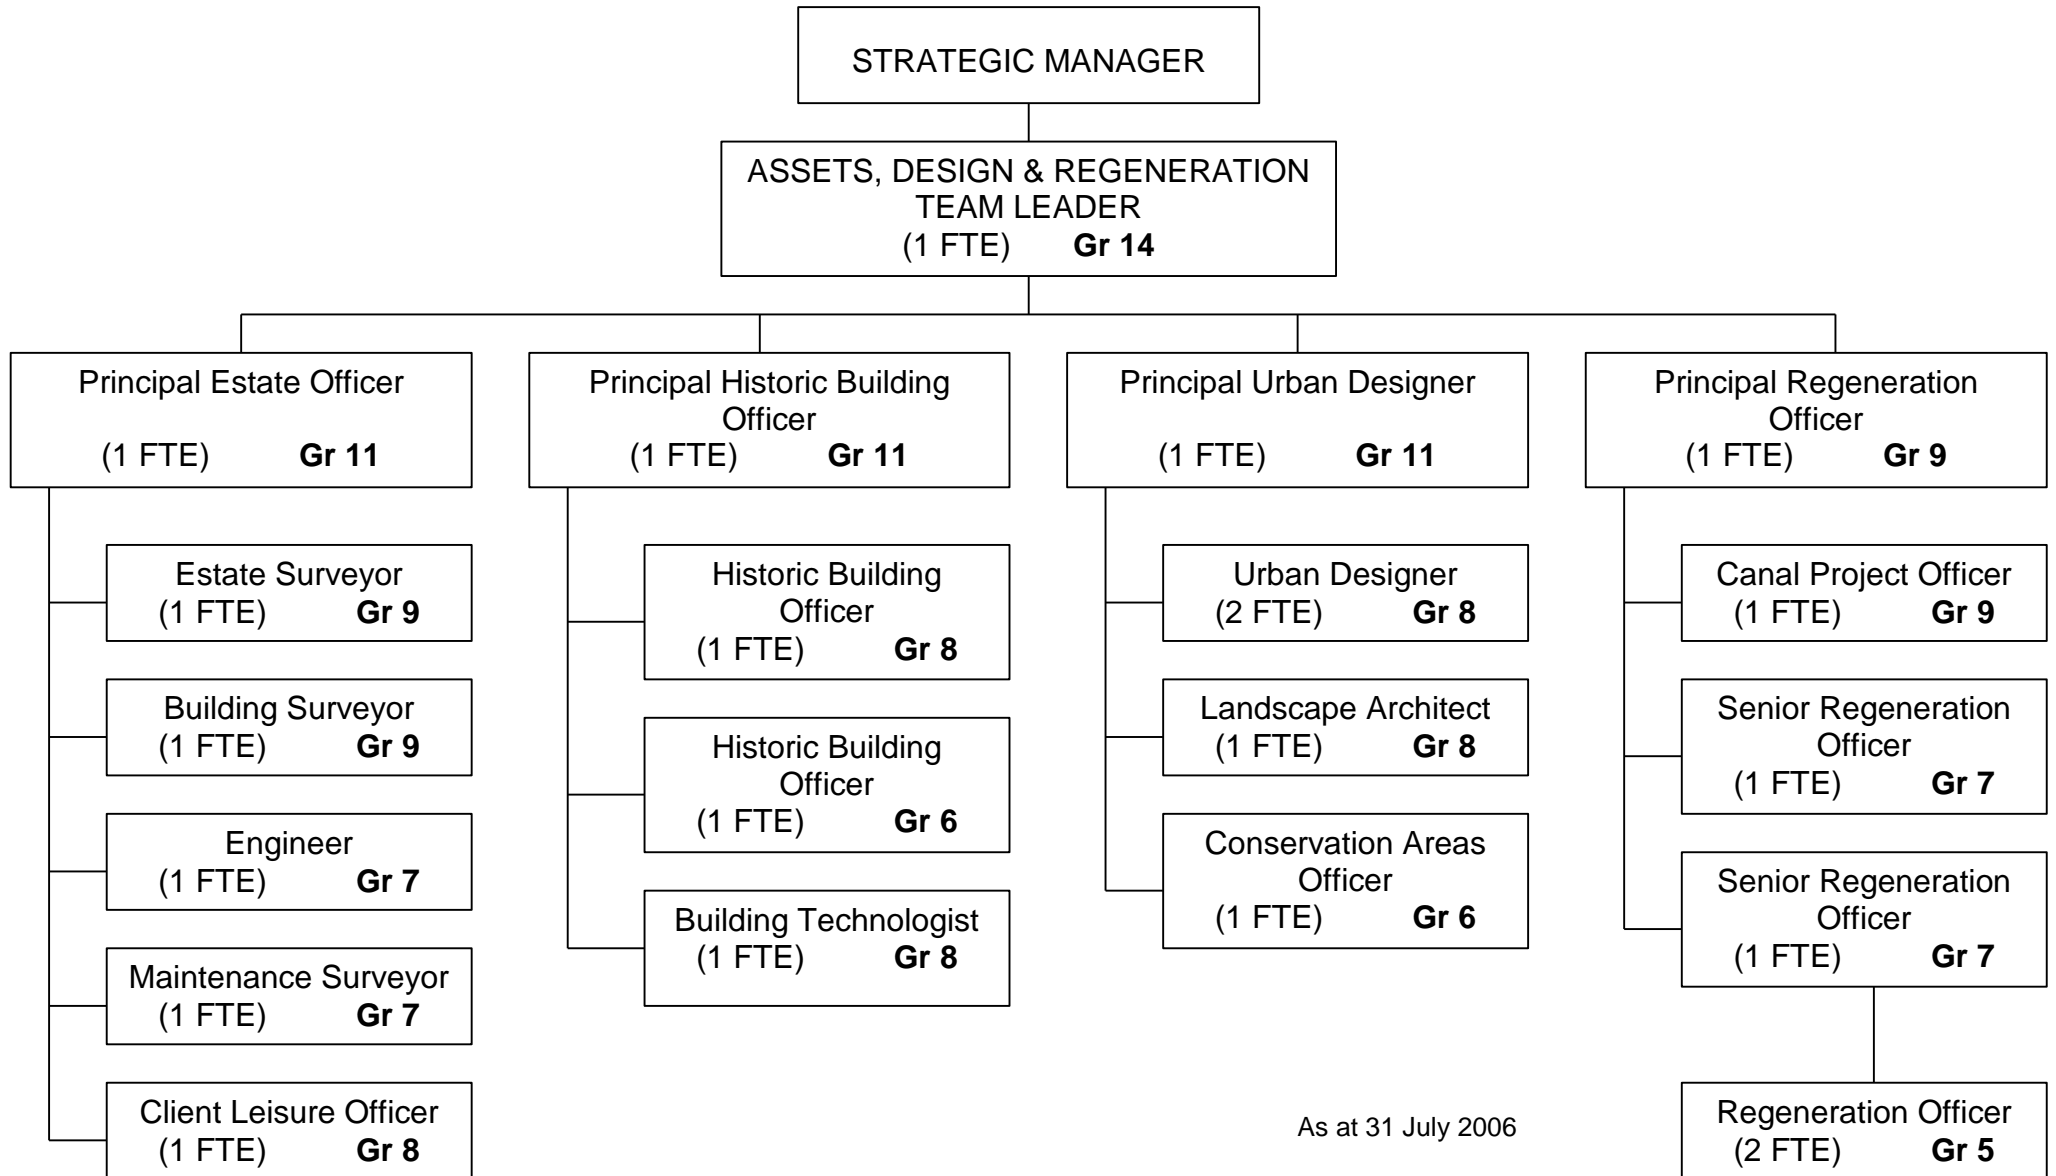 STRATEGIC MANAGER
ASSETS, DESIGN & REGENERATION
TEAM LEADER
(1 FTE) Gr 14
Principal Estate Officer
(1 FTE) Gr 11
Estate Surveyor
(1 FTE) Gr 9
Building Surveyor
(1 FTE) Gr 9
Engineer
(1 FTE) Gr 7
Maintenance Surveyor
(1 FTE) Gr 7
Client Leisure Officer
(1 FTE) Gr 8
Principal Historic Building
Officer
(1 FTE) Gr 11
Historic Building
Officer
(1 FTE) Gr 8
Historic Building
Officer
(1 FTE) Gr 6
Building Technologist
(1 FTE) Gr 8
Principal Urban Designer
(1 FTE) Gr 11
Urban Designer
(2 FTE) Gr 8
Landscape Architect
(1 FTE) Gr 8
Conservation Areas
Officer
(1 FTE) Gr 6
Principal Regeneration
Officer
(1 FTE) Gr 9
Canal Project Officer
(1 FTE) Gr 9
Senior Regeneration
Officer
(1 FTE) Gr 7
Senior Regeneration
Officer
(1 FTE) Gr 7
Regeneration Officer
(2 FTE) Gr 5
As at 31 July 2006